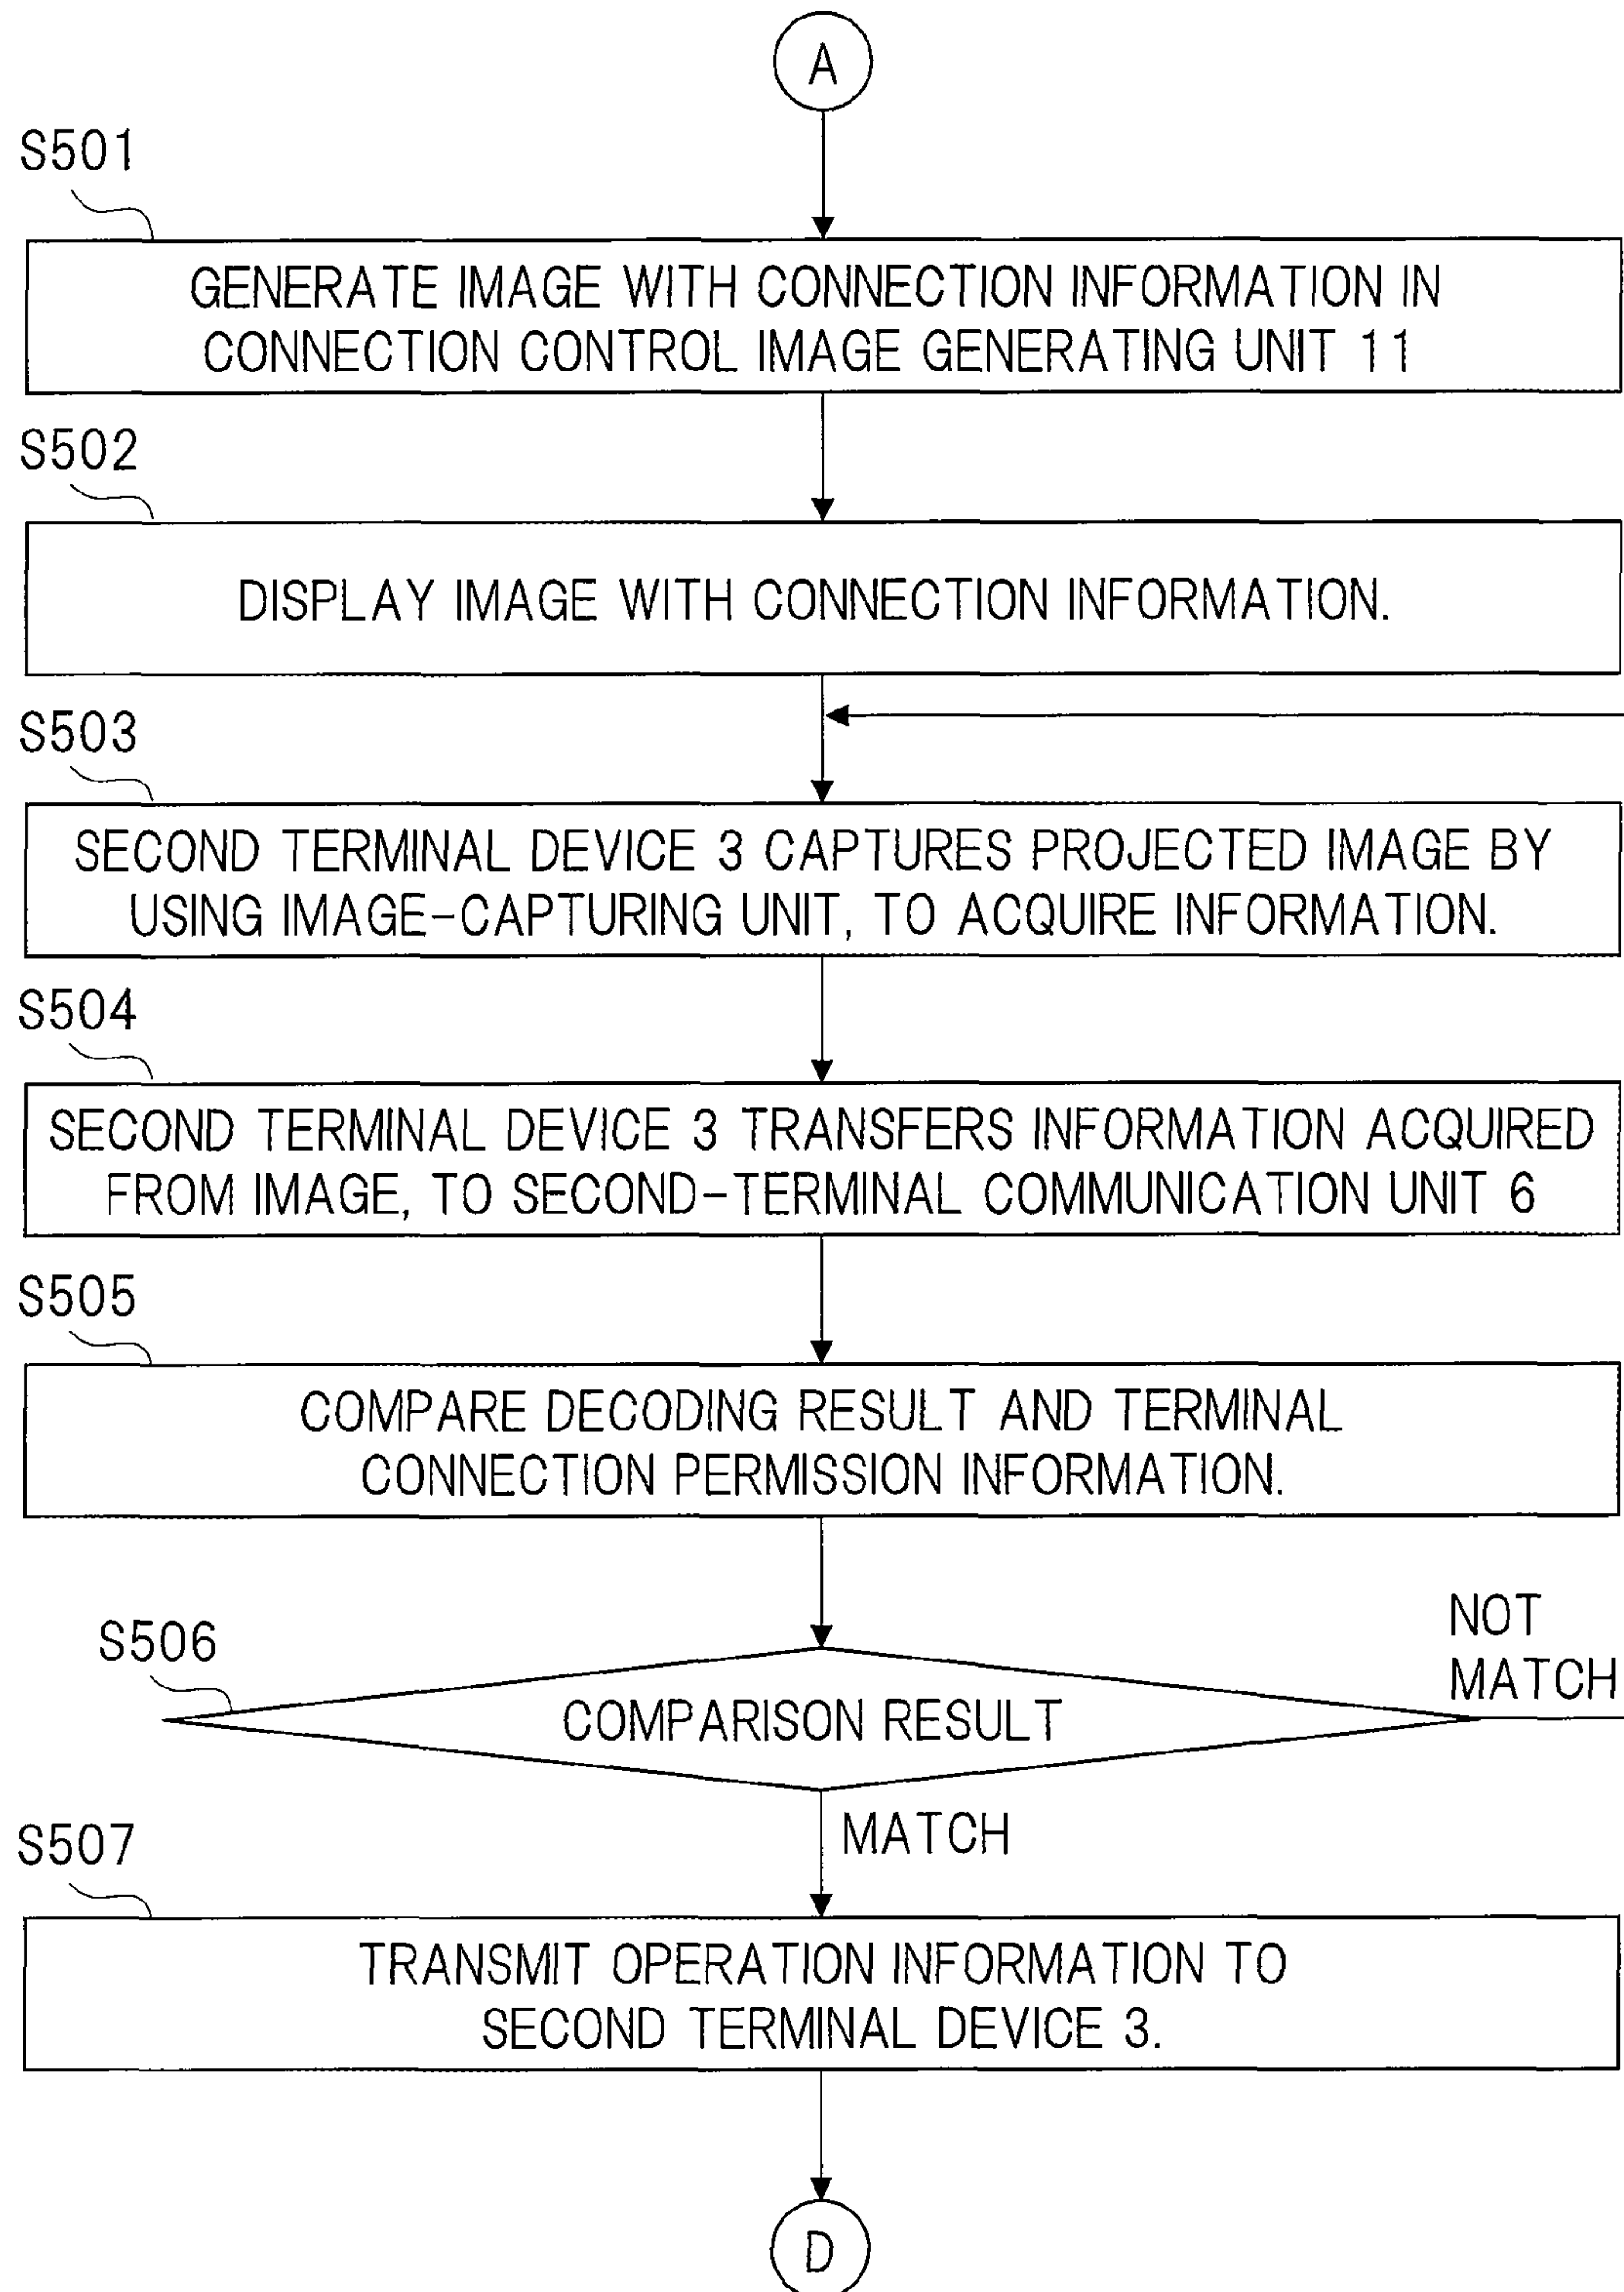 A
S501
GENERATE IMAGE WITH CONNECTION INFORMATION IN
CONNECTION CONTROL IMAGE GENERATING UNIT 11
S502
DISPLAY IMAGE WITH CONNECTION INFORMATION.
S503
SECOND TERMINAL DEVICE 3 CAPTURES PROJECTED IMAGE BY
USING IMAGE-CAPTURING UNIT, TO ACQUIRE INFORMATION.
S504
SECOND TERMINAL DEVICE 3 TRANSFERS INFORMATION ACQUIRED
FROM IMAGE, TO SECOND-TERMINAL COMMUNICATION UNIT 6
S505
COMPARE DECODING RESULT AND TERMINAL
CONNECTION PERMISSION INFORMATION.
S506
COMPARISON RESULT
NOT
MATCH
MATCH
S507
TRANSMIT OPERATION INFORMATION TO
SECOND TERMINAL DEVICE 3.
D